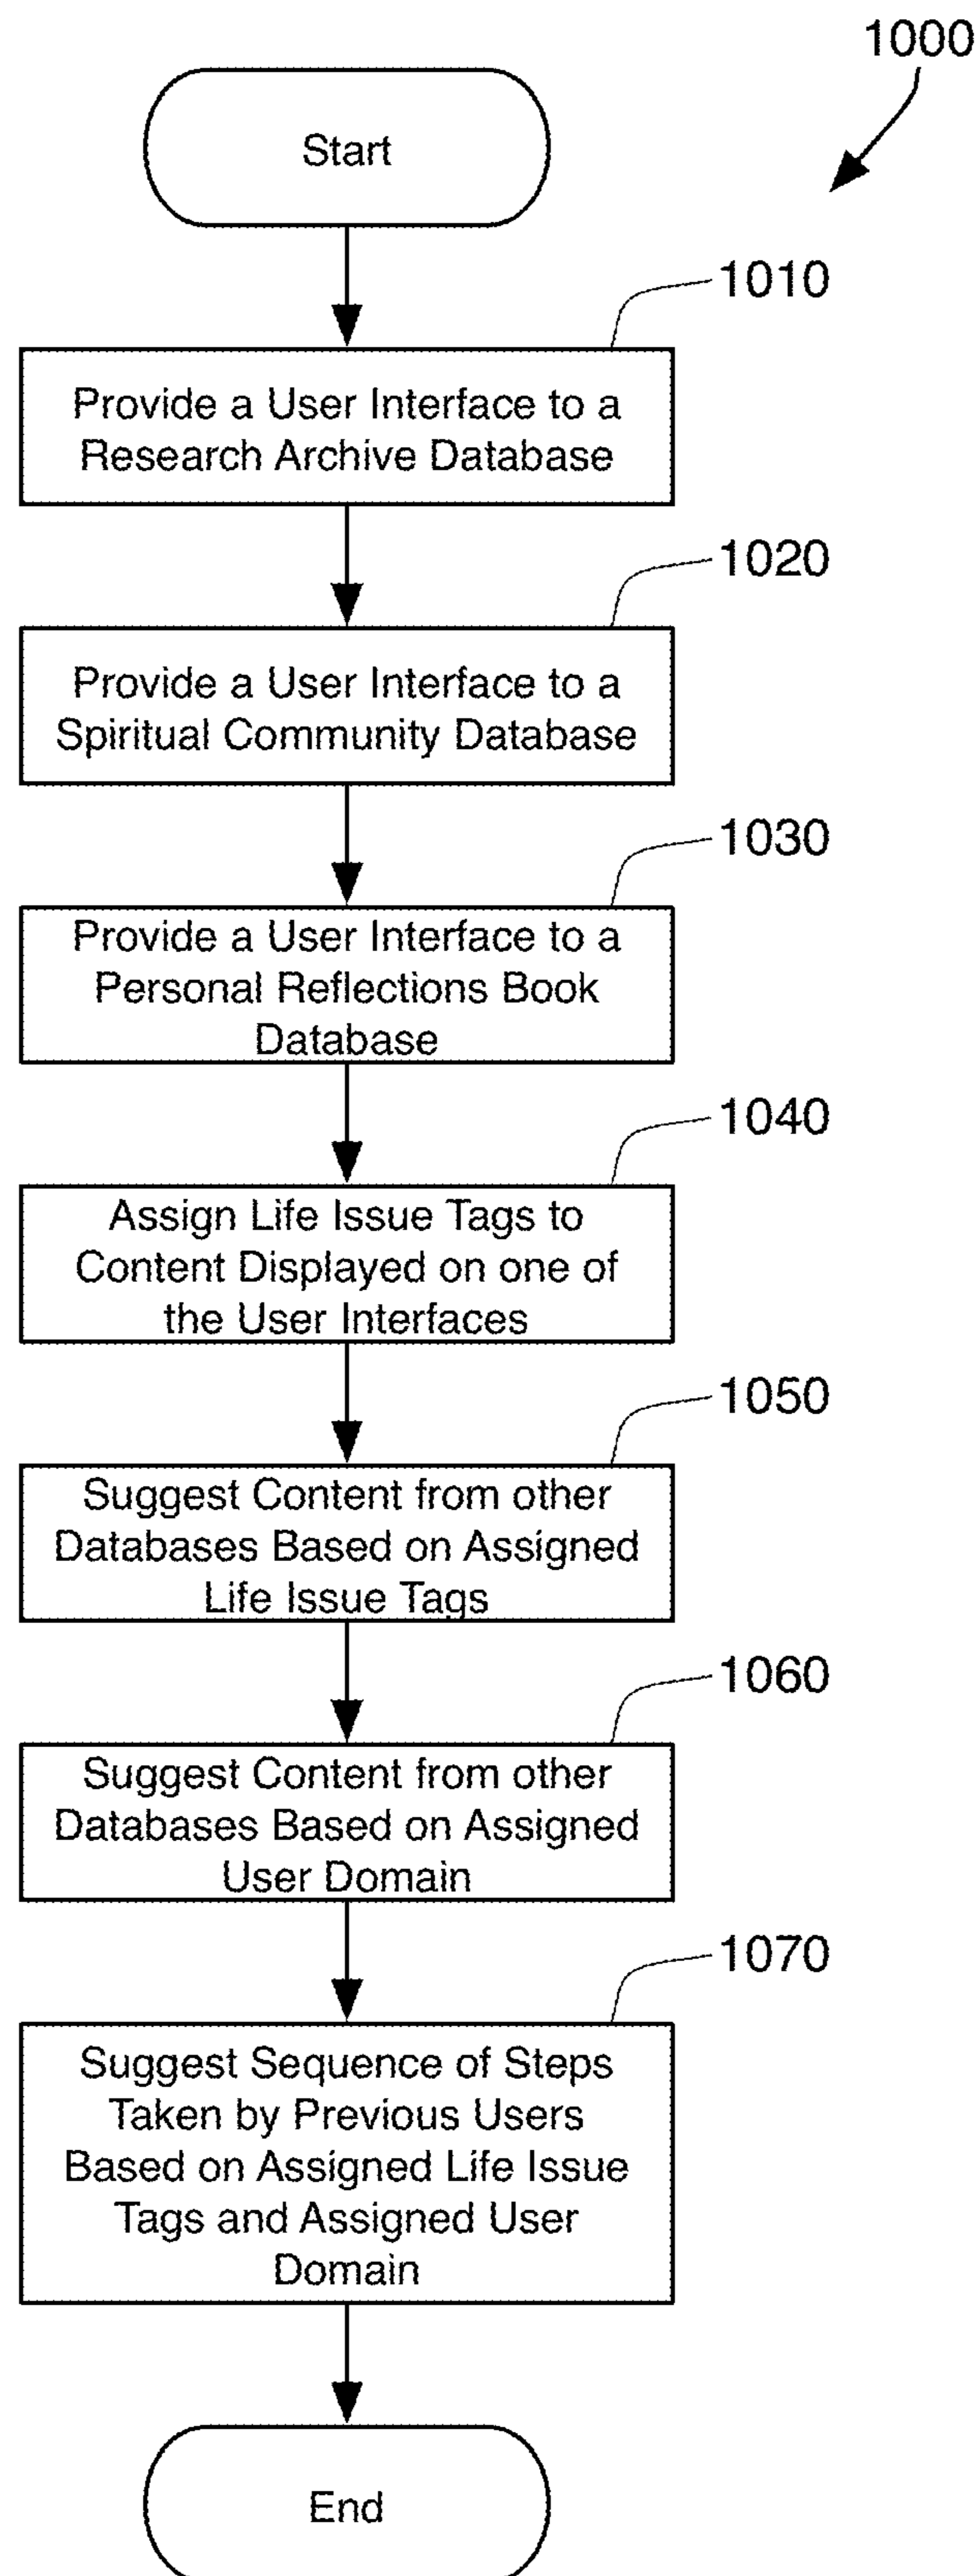 1000
Start
1010
Provide a User Interface to a
Research Archive Database
1020
Provide a User Interface to a
Spiritual Community Database
1030
Provide a User Interface to a
Personal Reflections Book
Database
1040
Assign Life Issue Tags to
Content Displayed on one of
the User Interfaces
1050
Suggest Content from other
Databases Based on Assigned
Life Issue Tags
1060
Suggest Content from other
Databases Based on Assigned
User Domain
1070
Suggest Sequence of Steps
Taken by Previous Users
Based on Assigned Life Issue
Tags and Assigned User
Domain
End